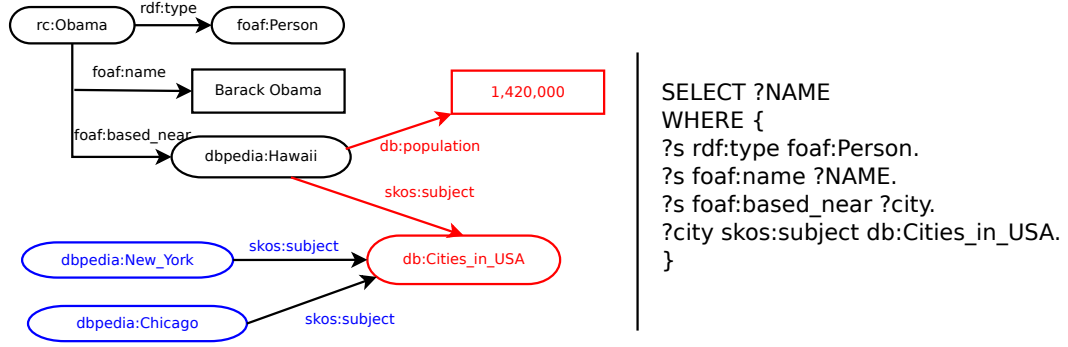 rdf:type
rc:Obama
foaf:Person
foaf:name
Barack Obama
1,420,000
foaf:based_near
dbpedia:Hawaii
db:population
skos:subject
dbpedia:New_York
skos:subject
db:Cities_in_USA
dbpedia:Chicago
skos:subject
SELECT ?NAME
WHERE {
?s rdf:type foaf:Person.
?s foaf:name ?NAME.
?s foaf:based_near ?city.
?city skos:subject db:Cities_in_USA.
}